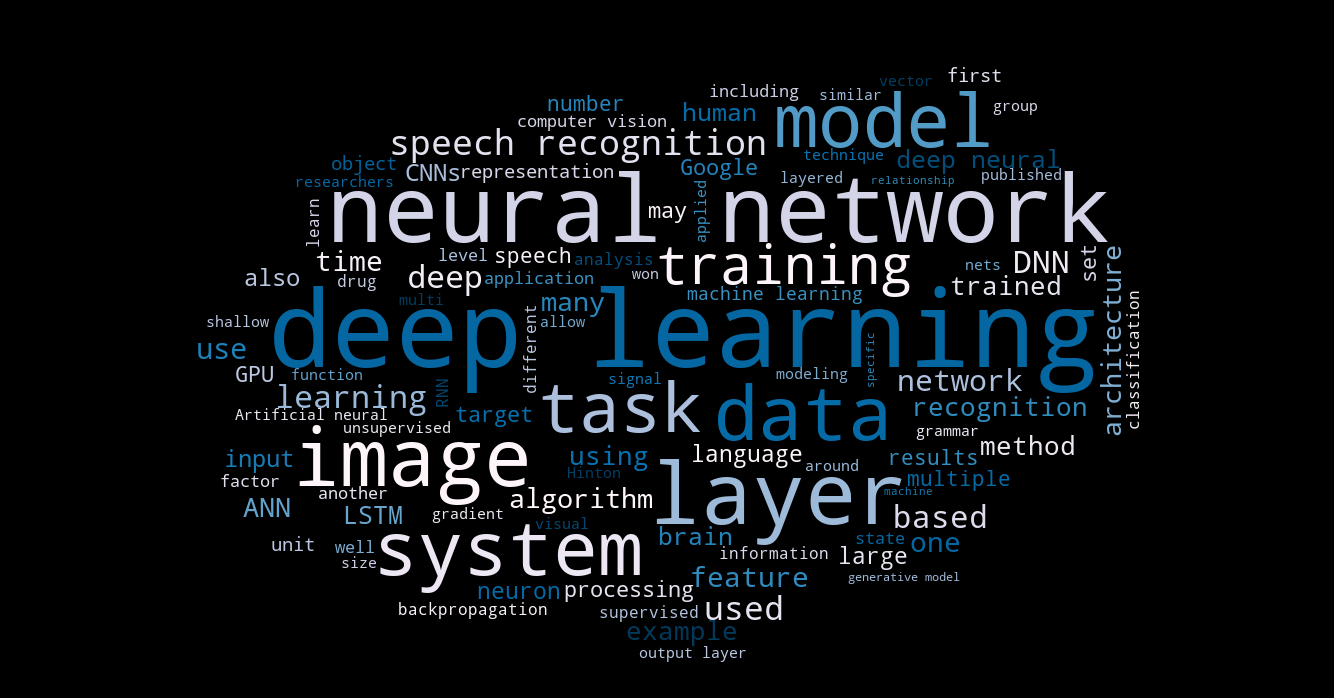 vector
first
including
similar
number
human
model
group
computer vision
speech recognition
technique
deep neural
object
CNNs
representation
Google
layered
relationship
published
researchers
neural network
learn
may
applied
time
also
drug
level
speech
analysis
deep
application
won
training
nets
DNN
set
trained
architecture
classification
multi
many
machine learning
shallow
deep learning
different
allow
specific
use
GPU
function
RNN
signal
modeling
learning
task
data
network
recognition
Artificial neural
unsupervised
target
grammar
method
input
image
using
Hinton
language
around
results
factor
another
multiple
machine
ANN
LSTM
gradient
algorithm
layer
based
visual
unit
well
size
system
brain
information
state
one
large
neuron
processing
feature
generative model
backpropagation
supervised
used
example
output layer